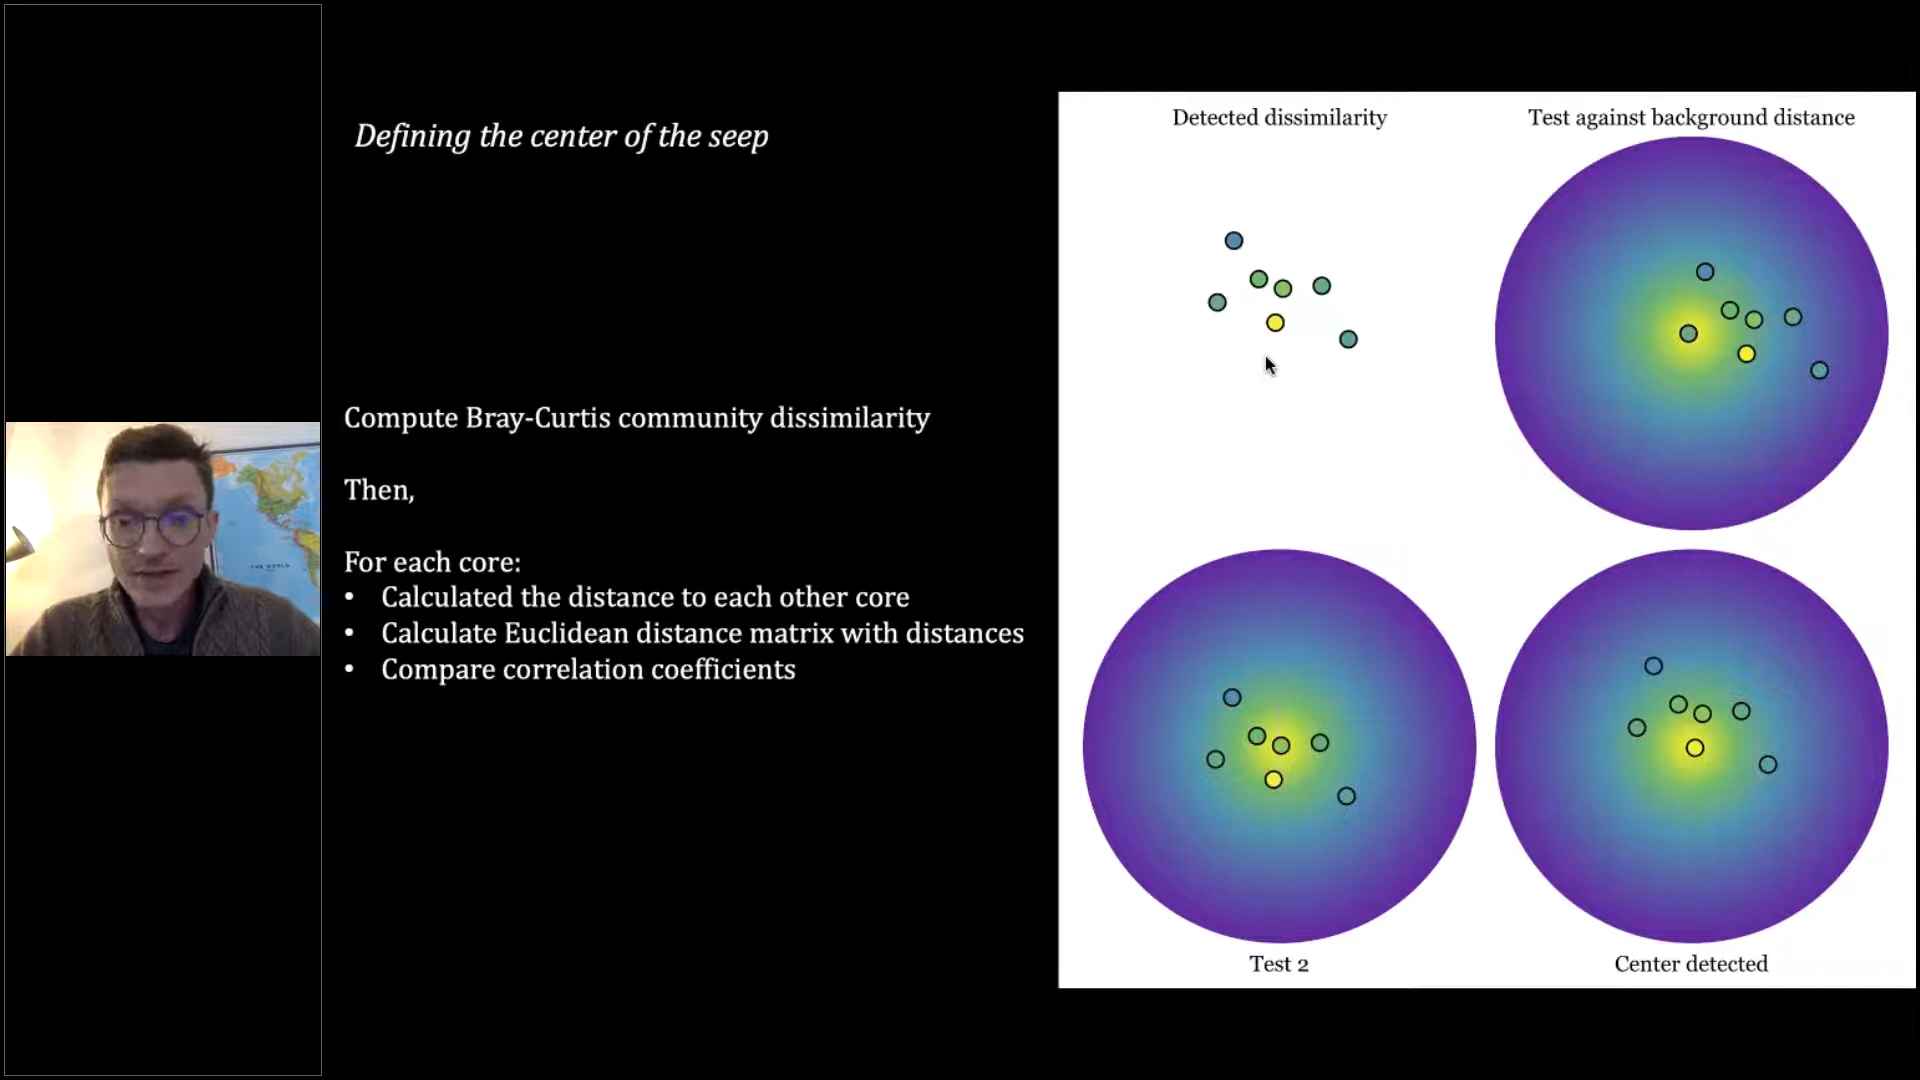 Defining the center of the seep
Compute Bray-Curtis community dissimilarity
Then,
For each core:
• Calculated the distance to each other core
• Calculate Euclidean distance matrix with distances
• Compare correlation coefficients
Detected dissimilarity
Test against background distance
Test 2
Center detected
THE WORLD